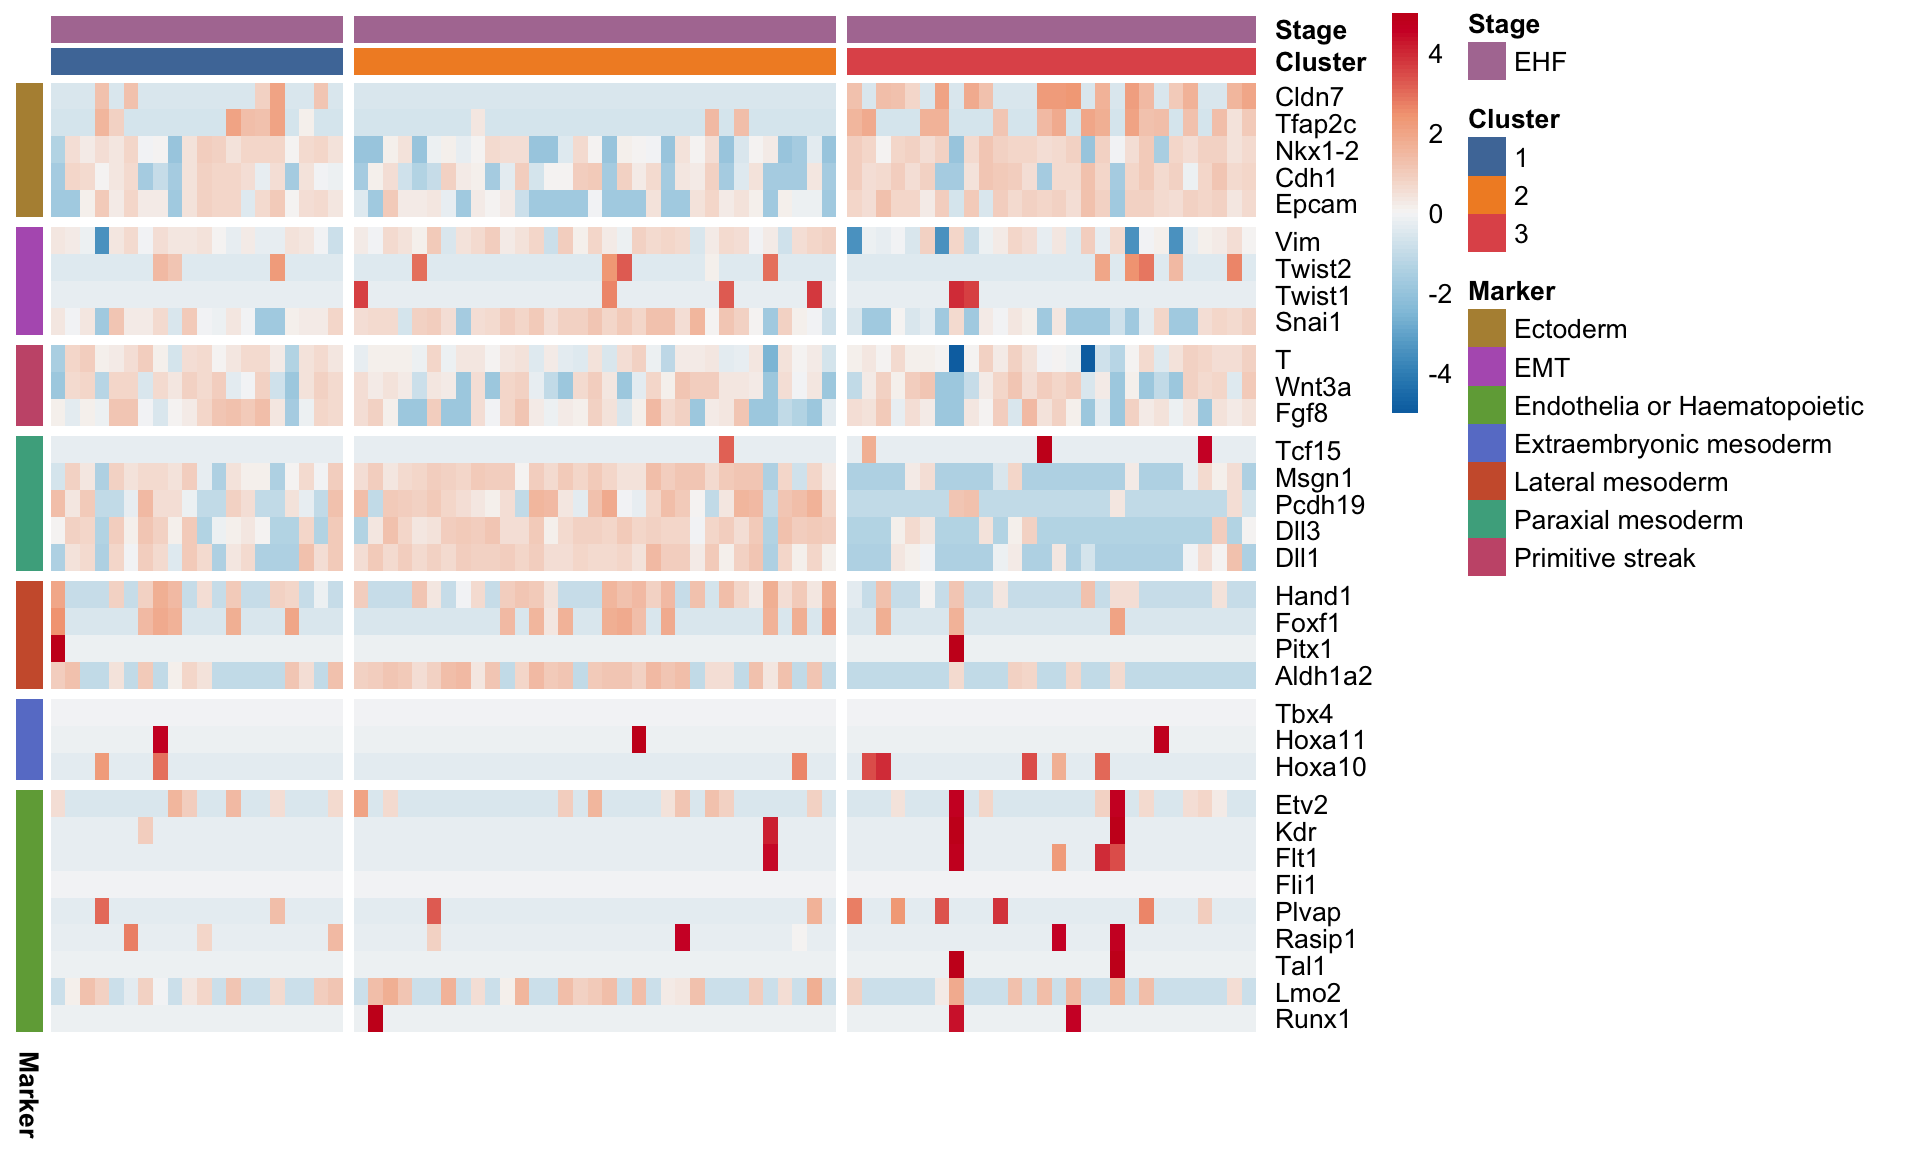 Stage
Cluster
Cldn7
Tfap2c
Nkx1-2
Cdh1
Epcam
Vim
Twist2
Twist1
Snai1
T
Wnt3a
Fgf8
Tcf15
Msgn1
Pcdh19
Dll3
Dll1
Hand1
Foxf1
Pitx1
Aldh1a2
Tbx4
Hoxa11
Hoxa10
Etv2
Kdr
Flt1
Fli1
Plvap
Rasip1
Tal1
Lmo2
Runx1
Marker
4
2
0
-2
-4
Stage
EHF
Cluster
1
2
3
Marker
Ectoderm
EMT
Endothelia or Haematopoietic
Extraembryonic mesoderm
Lateral mesoderm
Paraxial mesoderm
Primitive streak